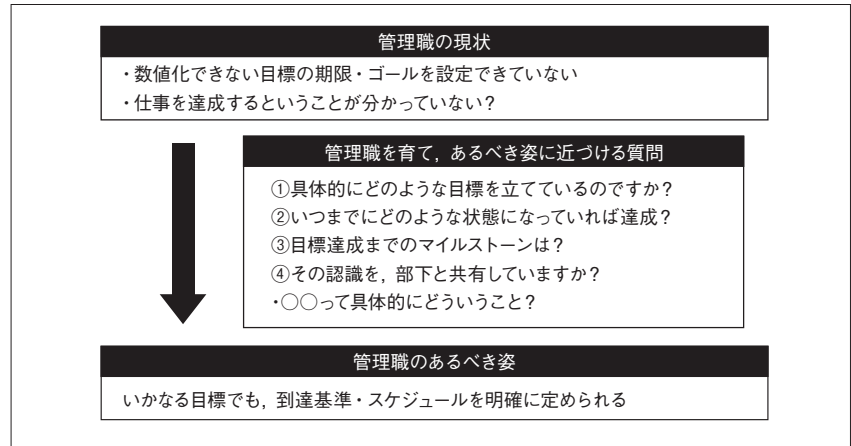 管理職の現状
・数値化できない目標の期限・ゴールを設定できていない
・仕事を達成するということが分かっていない？
管理職を育て，あるべき姿に近づける質問
①具体的にどのような目標を立てているのですか？
②いつまでにどのような状態になっていれば達成？
③目標達成までのマイルストーンは？
④その認識を，部下と共有していますか？
・○○って具体的にどういうこと？
管理職のあるべき姿
いかなる目標でも，到達基準・スケジュールを明確に定められる